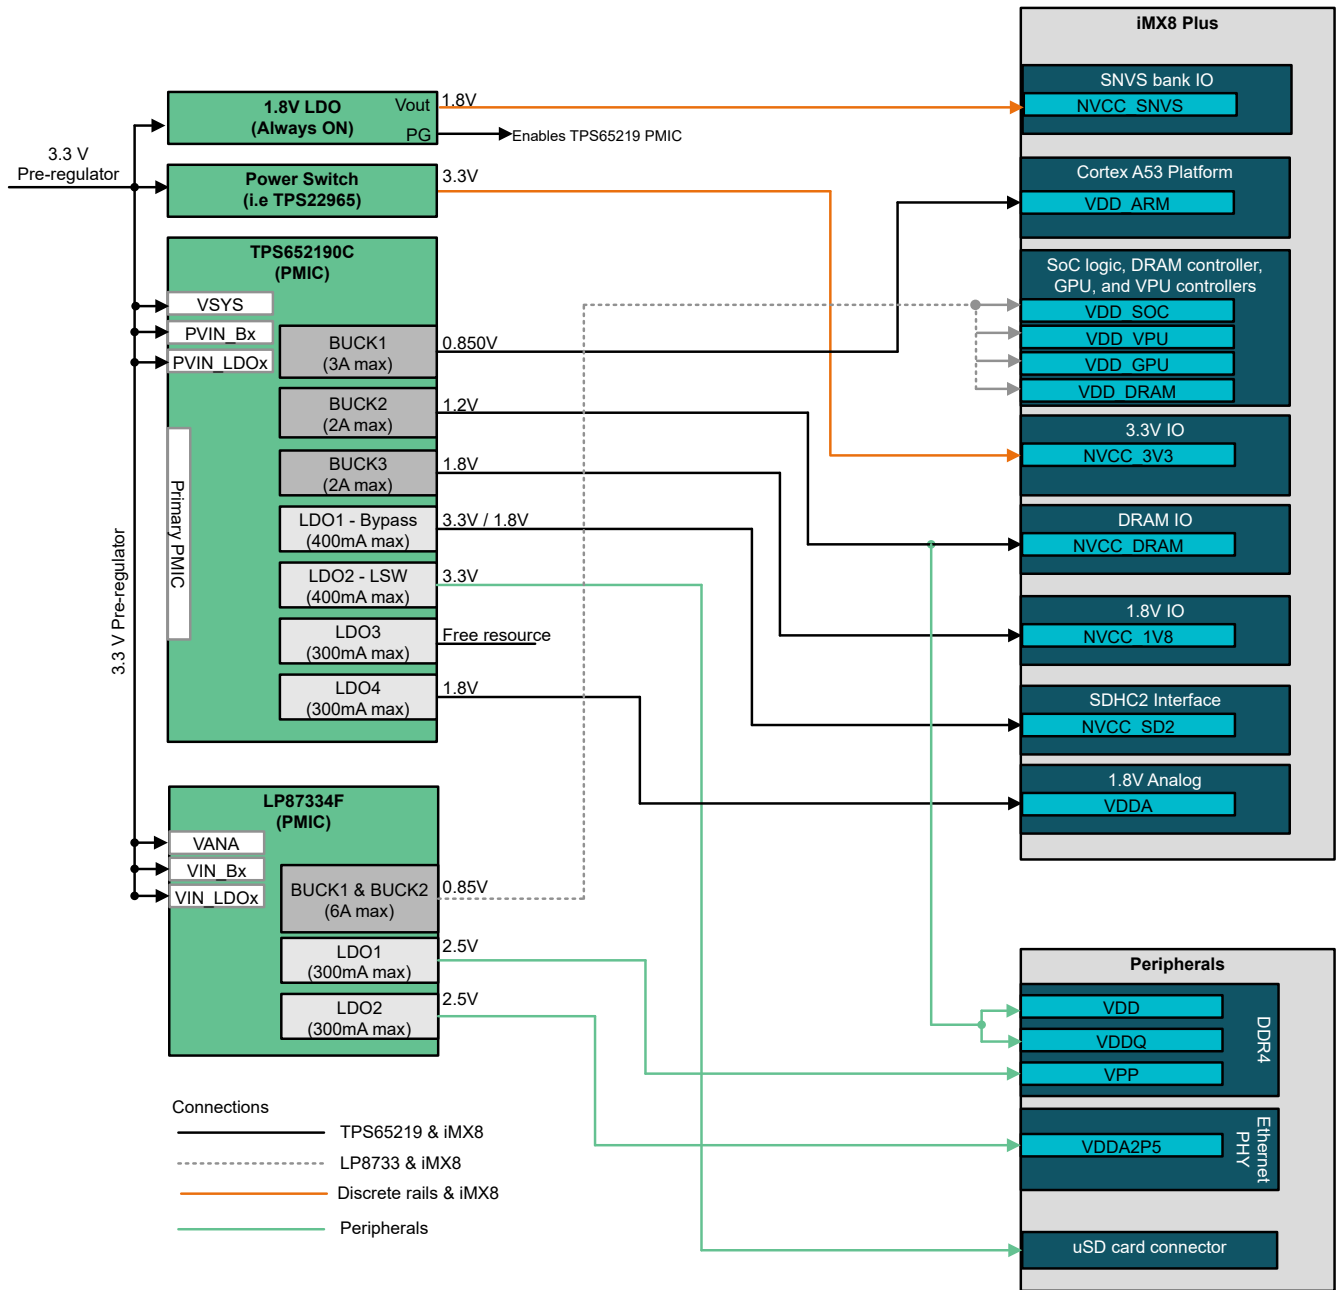 3.3 V
Pre-regulator
3.3 V Pre-regulator
1.8V LDO
(Always ON)
Vout
PG
1.8V
Enables TPS65219 PMIC
Power Switch
(i.e TPS22965)
3.3V
TPS652190C
(PMIC)
VSYS
PVIN_Bx
PVIN_LDOx
Primary PMIC
BUCK1
(3A max)
0.850V
BUCK2
(2A max)
1.2V
BUCK3
(2A max)
1.8V
LDO1 - Bypass
(400mA max)
3.3V / 1.8V
LDO2 - LSW
(400mA max)
3.3V
LDO3
(300mA max)
Free resource
LDO4
(300mA max)
1.8V
LP87334F
(PMIC)
VANA
VIN_Bx
VIN_LDOx
BUCK1 & BUCK2
(6A max)
0.85V
LDO1
(300mA max)
2.5V
LDO2
(300mA max)
2.5V
Connections
TPS65219 & iMX8
LP8733 & iMX8
Discrete rails & iMX8
Peripherals
iMX8 Plus
SNVS bank IO
NVCC_SNVS
Cortex A53 Platform
VDD_ARM
SoC logic, DRAM controller,
GPU, and VPU controllers
VDD_SOC
VDD_VPU
VDD_GPU
VDD_DRAM
3.3V IO
NVCC_3V3
DRAM IO
NVCC_DRAM
1.8V IO
NVCC_1V8
SDHC2 Interface
NVCC_SD2
1.8V Analog
VDDA
Peripherals
VDD
VDDQ
VPP
DDR4
VDDA2P5
Ethernet
PHY
uSD card connector